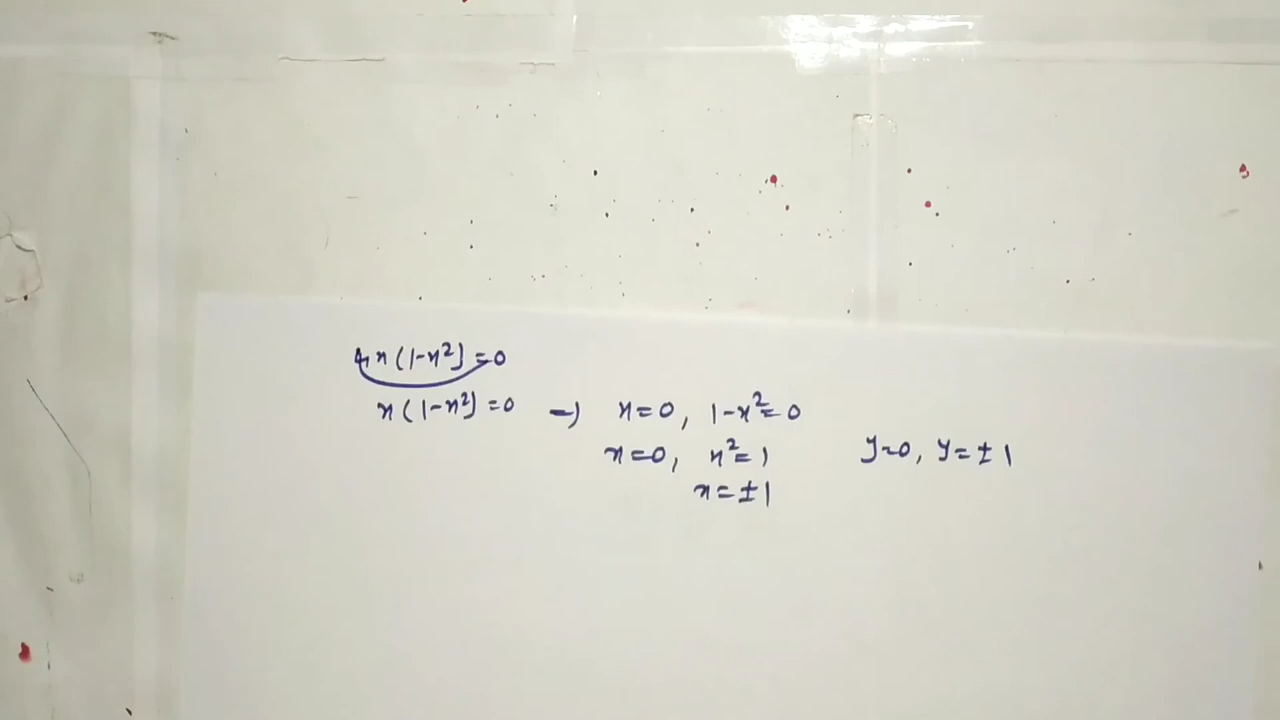 4x(1-x²)=0
x(1-x²)=0 → x=0, 1-x²=0
x=0, x²=1 y=0, y=±1
x=±1